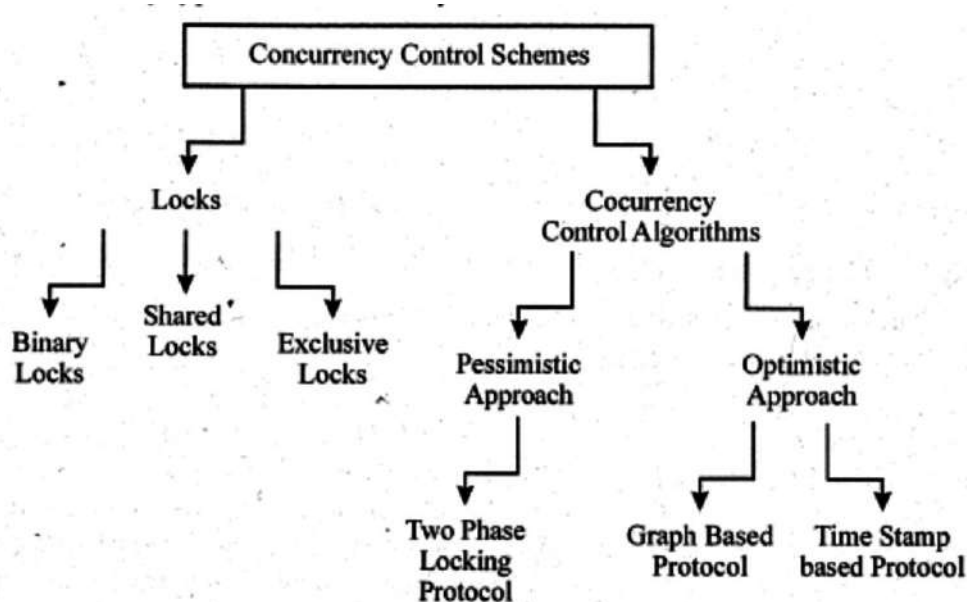 Concurrency Control Schemes
Locks
Cocurrency
Control Algorithms
Binary
Locks
Shared
Locks
Exclusive
Locks
Pessimistic
Approach
Optimistic
Approach
Two Phase
Locking
Protocol
Graph Based
Protocol
Time Stamp
based Protocol